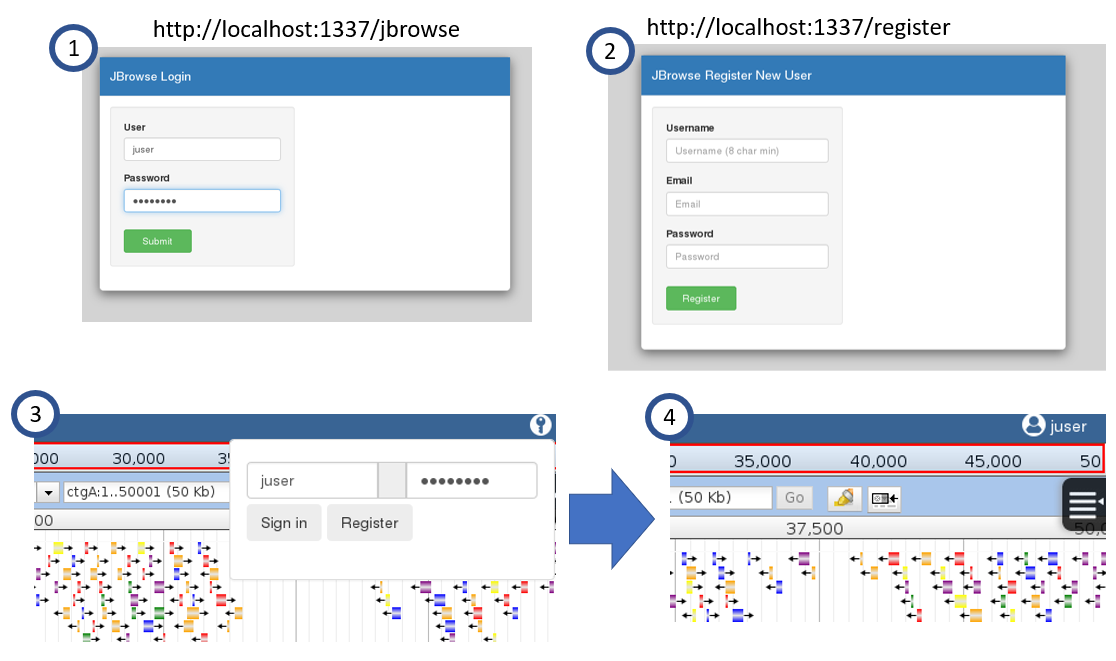 http://localhost:1337/jbrowse
1
JBrowse Login
User
juser
Password
Submit
http://localhost:1337/register
2
JBrowse Register New User
Username
Username (8 char min)
Email
Email
Password
Password
Register
3
000 30,000 35
ctgA:1..50001 (50 Kb)
00
juser
Sign in Register
4
juser
0 35,000 40,000 45,000 50
. (50 Kb) Go
37,500 50,0